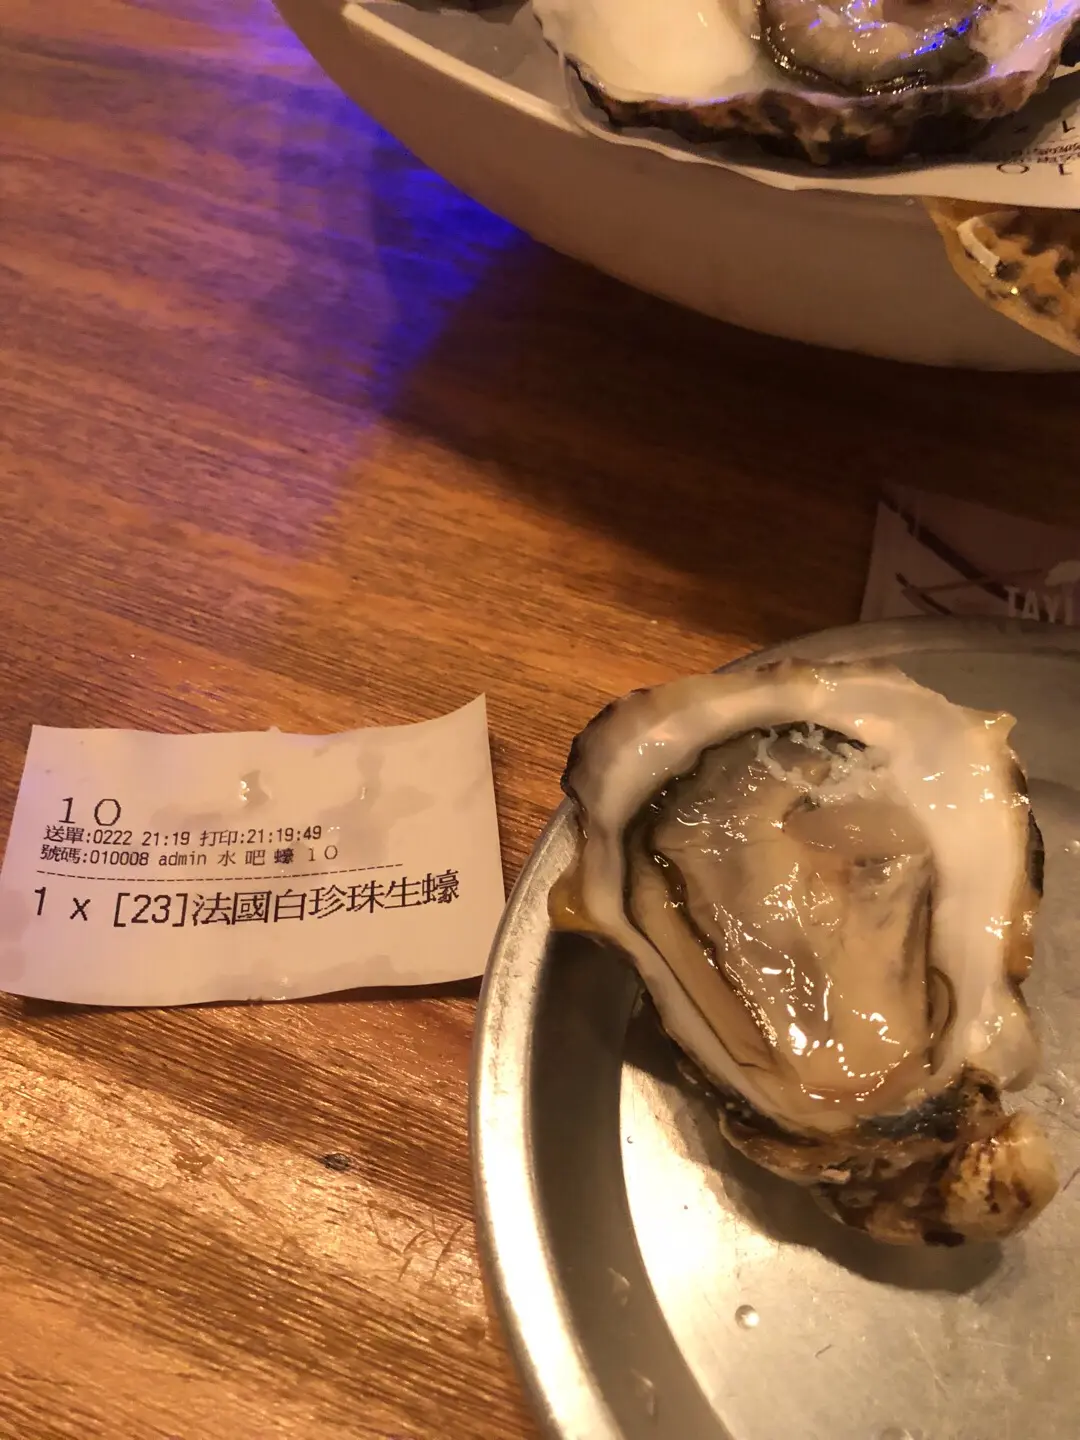 10
送單:0222 21:19 打印:21:19:49
號碼:010008 admin 水 吧 蠔 10
1 x [23]法國白珍珠生蠔
TAYL